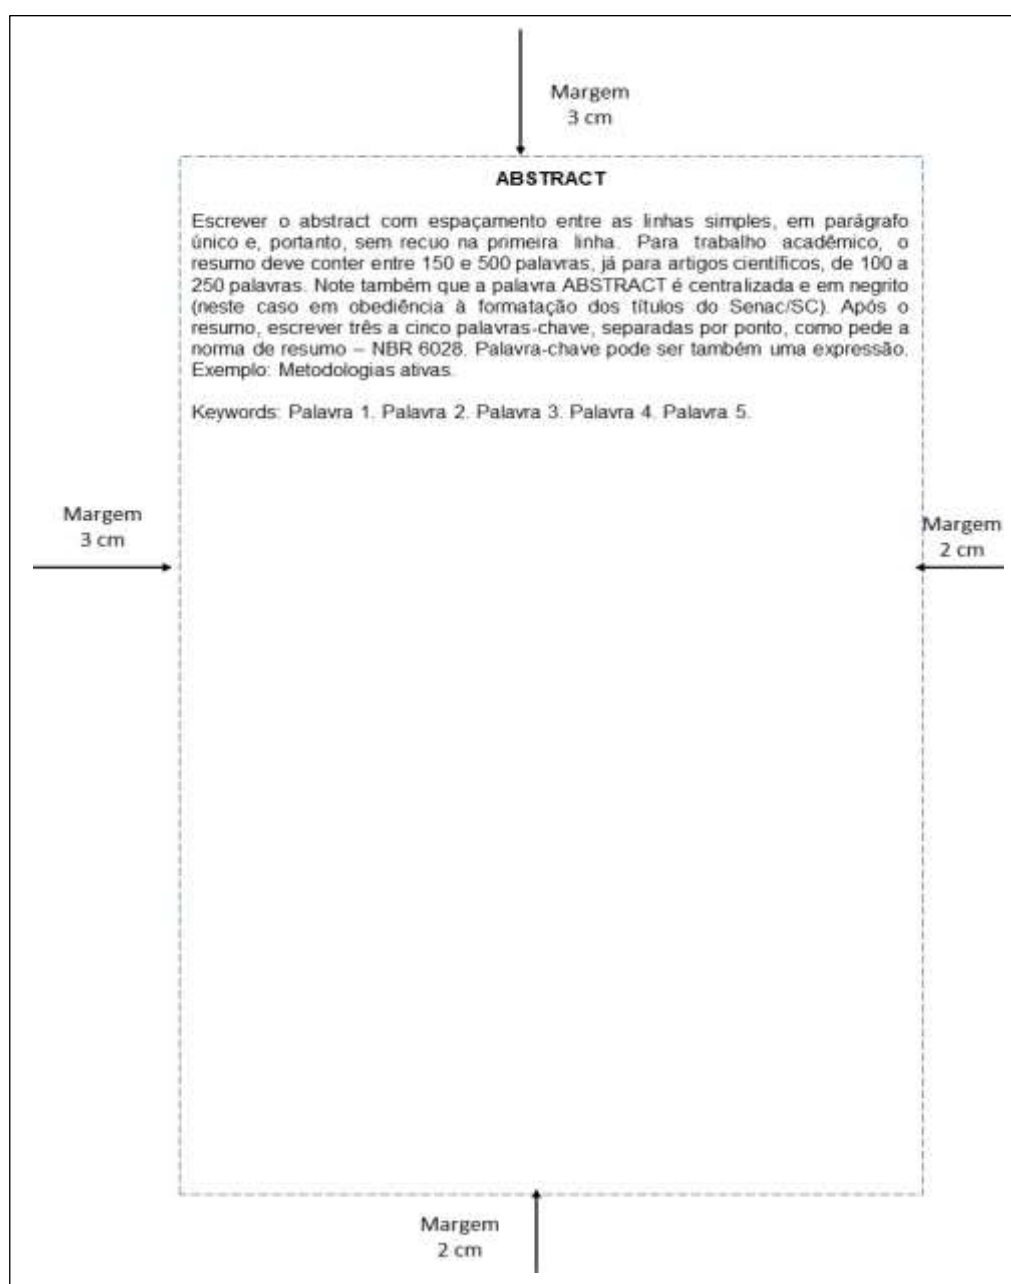 Margem
3 cm
ABSTRACT
Escrever o abstract com espaçamento entre as linhas simples, em parágrafo
único e, portanto, sem recuo na primeira linha. Para trabalho acadêmico, o
resumo deve conter entre 150 e 500 palavras, já para artigos científicos, de 100 a
250 palavras. Note também que a palavra ABSTRACT é centralizada e em negrito
(neste caso em obediência à formatação dos títulos do Senac/SC). Após o
resumo, escrever três a cinco palavras-chave, separadas por ponto, como pede a
norma de resumo – NBR 6028. Palavra-chave pode ser também uma expressão.
Exemplo: Metodologias ativas.
Keywords: Palavra 1. Palavra 2. Palavra 3. Palavra 4. Palavra 5.
Margem
3 cm
Margem
2 cm
Margem
2 cm